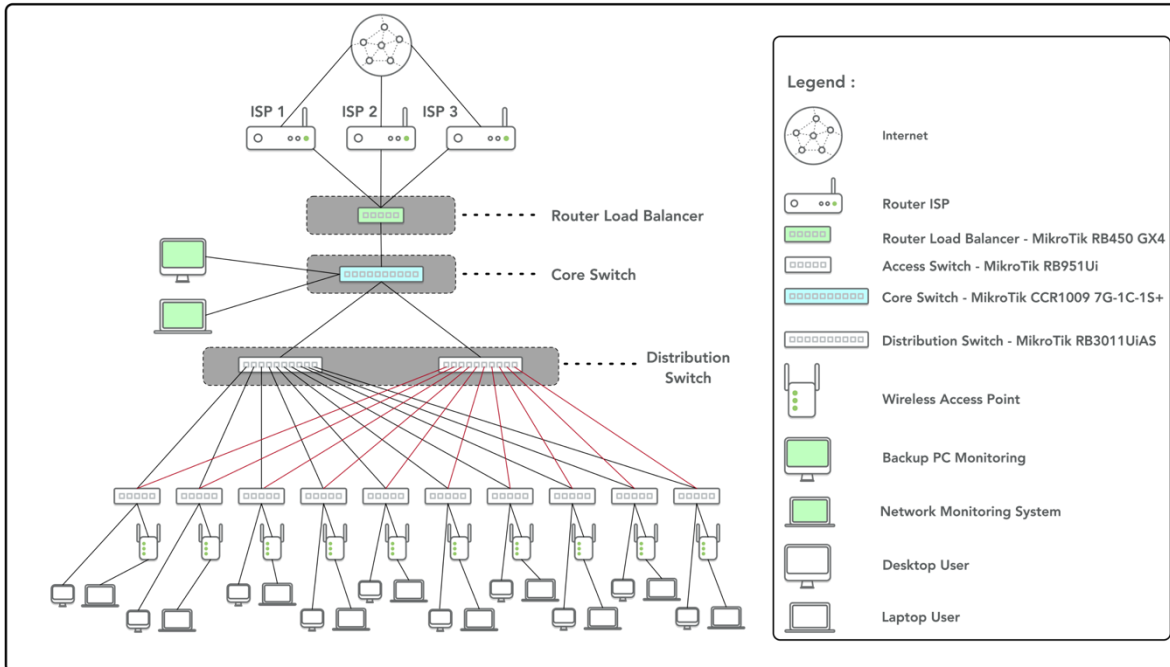 ISP 1
ISP 2
ISP 3
Router Load Balancer
Core Switch
Distribution
Switch
Legend :
Internet
Router ISP
Router Load Balancer - MikroTik RB450 GX4
Access Switch - MikroTik RB951Ui
Core Switch - MikroTik CCR1009 7G-1C-1S+
Distribution Switch - MikroTik RB3011UiAS
Wireless Access Point
Backup PC Monitoring
Network Monitoring System
Desktop User
Laptop User